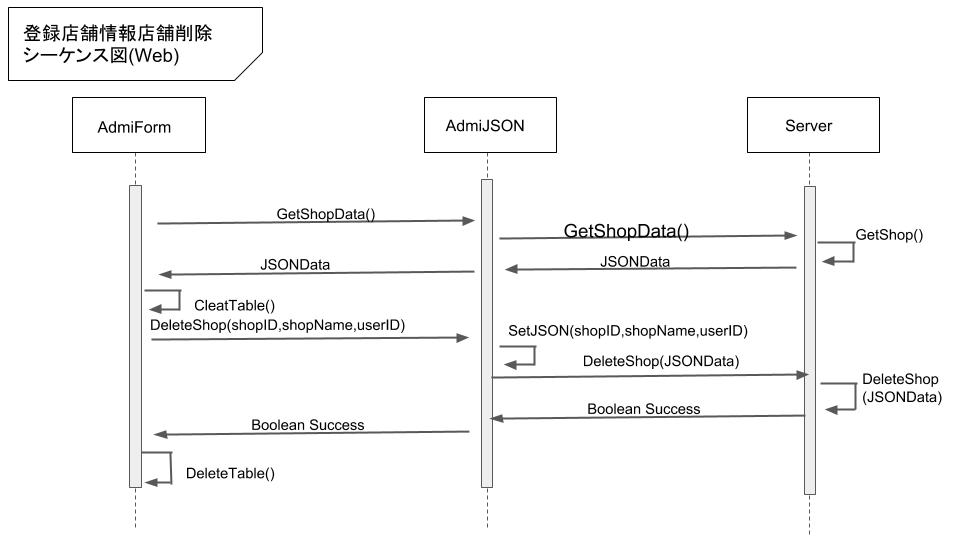 登録店舗情報店舗削除
シーケンス図(Web)
AdmiForm
AdmiJSON
Server
GetShopData()
GetShopData()
GetShop()
JSONData
JSONData
CleatTable()
DeleteShop(shopID,shopName,userID)
SetJSON(shopID,shopName,userID)
DeleteShop(JSONData)
DeleteShop
(JSONData)
Boolean Success
Boolean Success
DeleteTable()